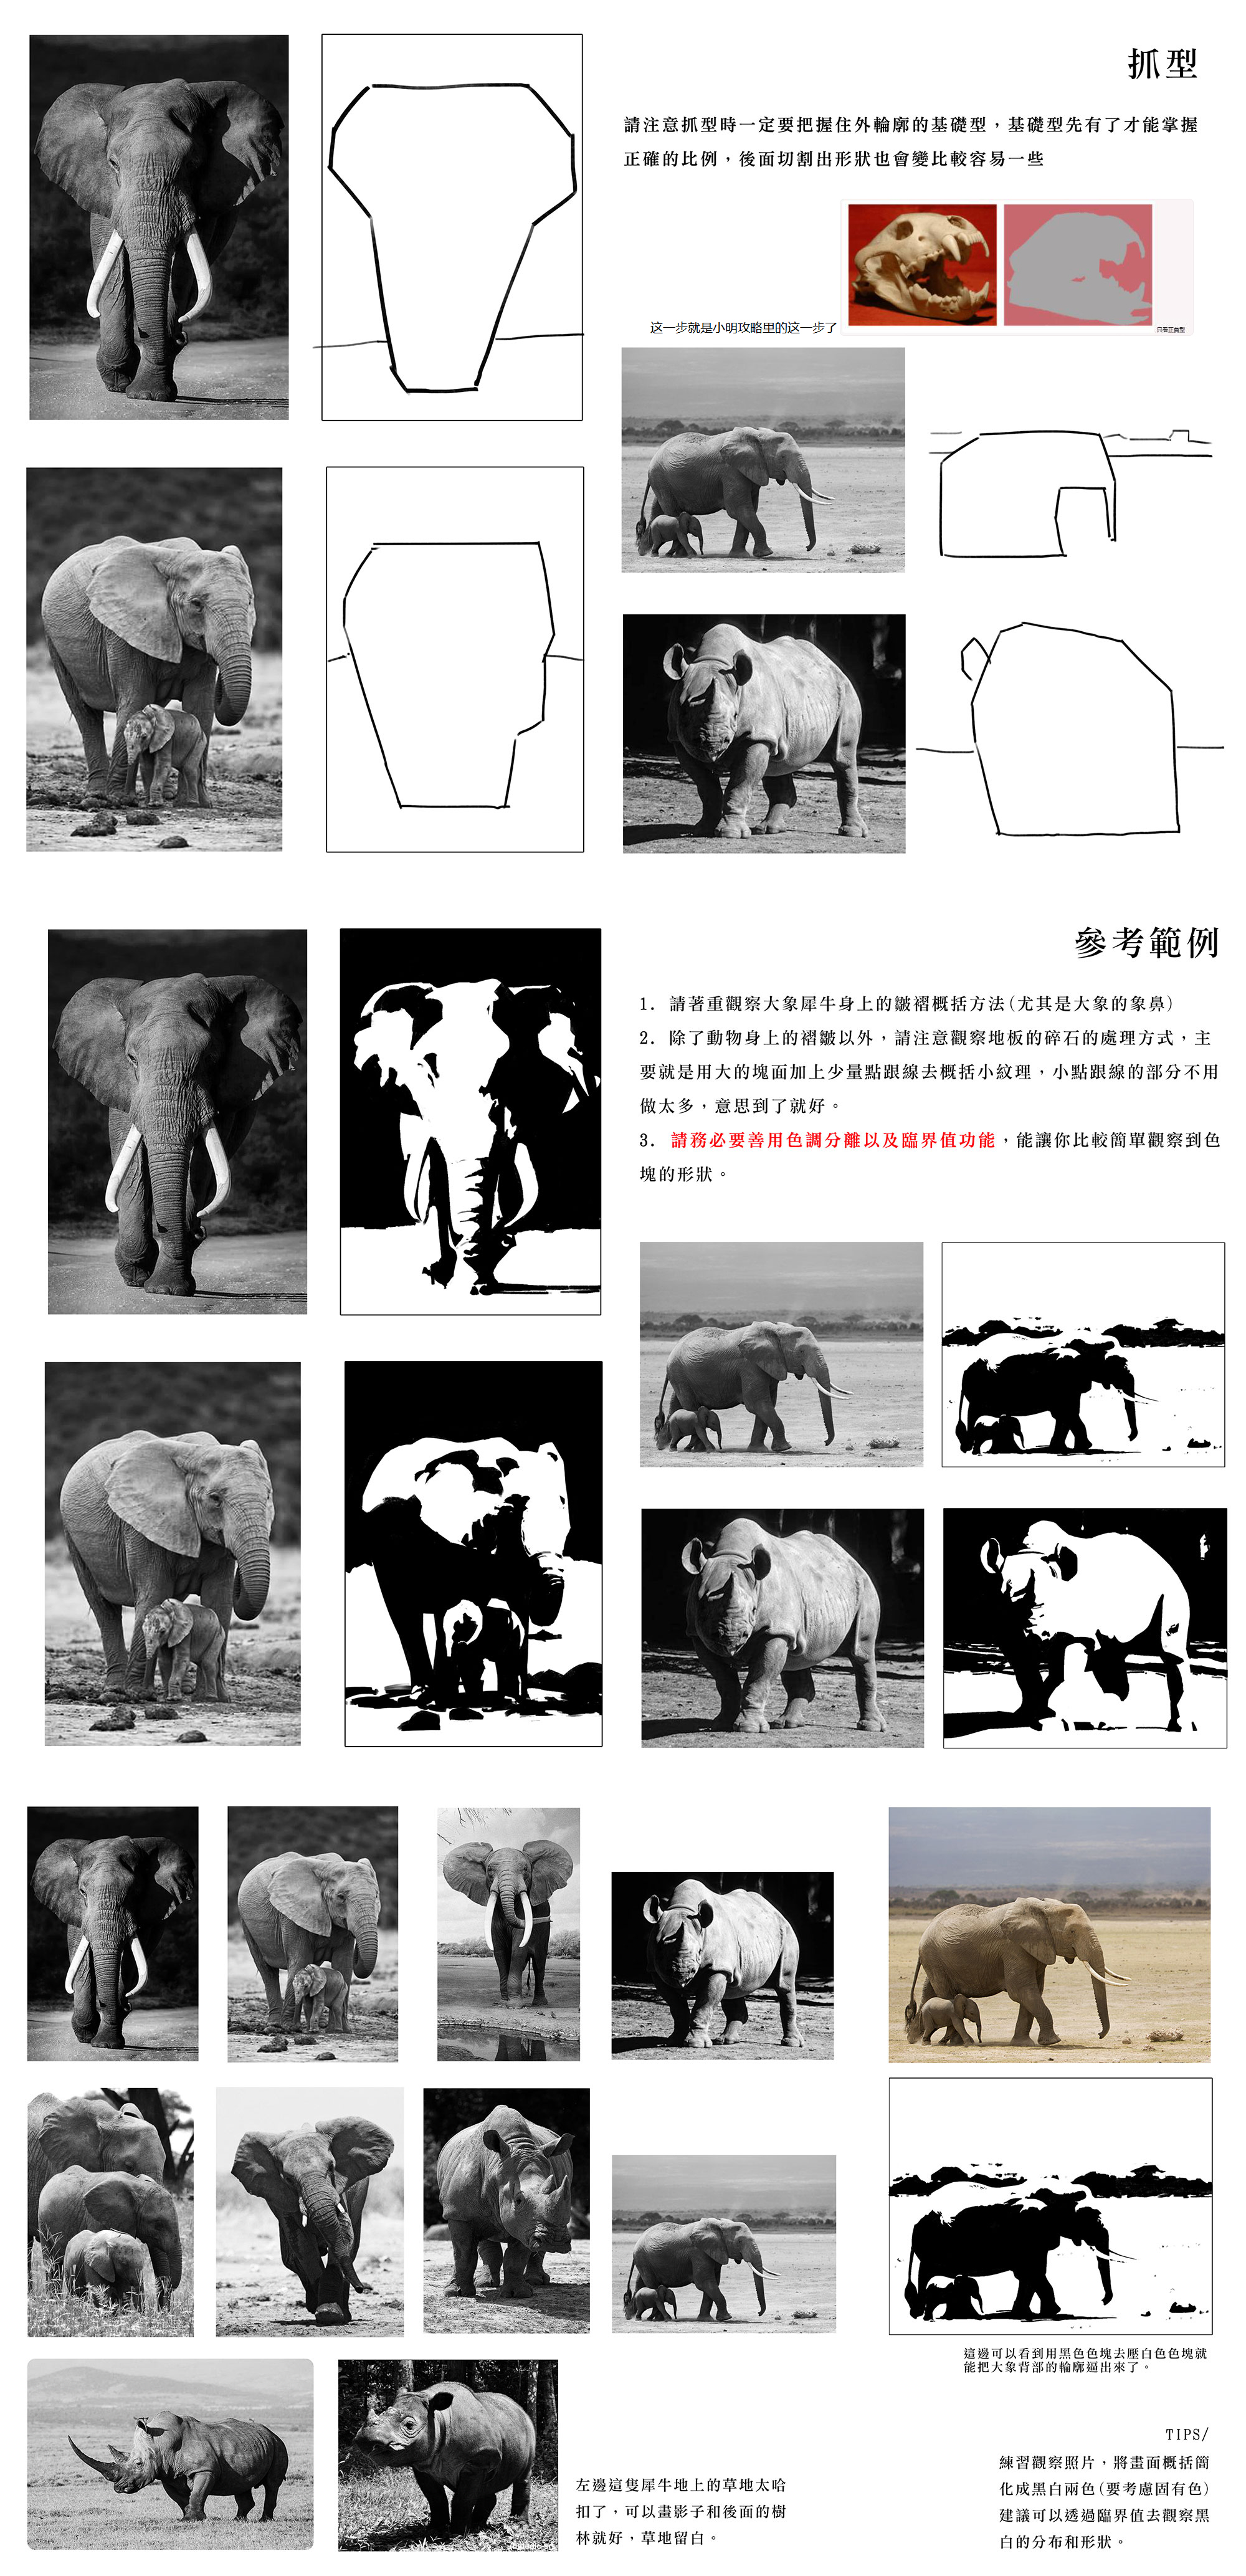 抓型
請注意抓型時一定要把握住外輪廓的基礎型，基礎型先有了才能掌握
正確的比例，後面切割出形狀也會變比較容易一些
这一步就是小明攻略里的这一步了
只看正負型
參考範例
1. 請著重觀察大象犀牛身上的皺褶概括方法(尤其是大象的象鼻)
2. 除了動物身上的褶皺以外，請注意觀察地板的碎石的處理方式，主
要就是用大的塊面加上少量點跟線去概括小紋理，小點跟線的部分不用
做太多，意思到了就好。
3. 請務必要善用色調分離以及臨界值功能，能讓你比較簡單觀察到色
塊的形狀。
這邊可以看到用黑色色塊去壓白色色塊就
能把大象背部的輪廓逼出來了。
TIPS/
練習觀察照片，將畫面概括簡
化成黑白兩色(要考慮固有色)
建議可以透過臨界值去觀察黑
白的分布和形狀。
左邊這隻犀牛地上的草地太哈
扣了，可以畫影子和後面的樹
林就好，草地留白。